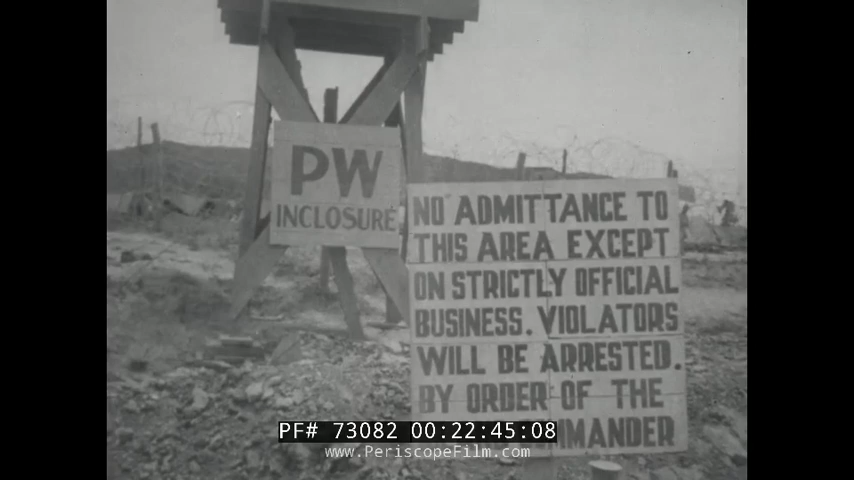 PW
INCLOSURE
NO ADMITTANCE TO
THIS AREA EXCEPT
ON STRICTLY OFFICIAL
BUSINESS. VIOLATORS
WILL BE ARRESTED.
BY ORDER OF THE
MMANDER
PF# 73082 00:22:45:08
www.PeriscopeFilm.com